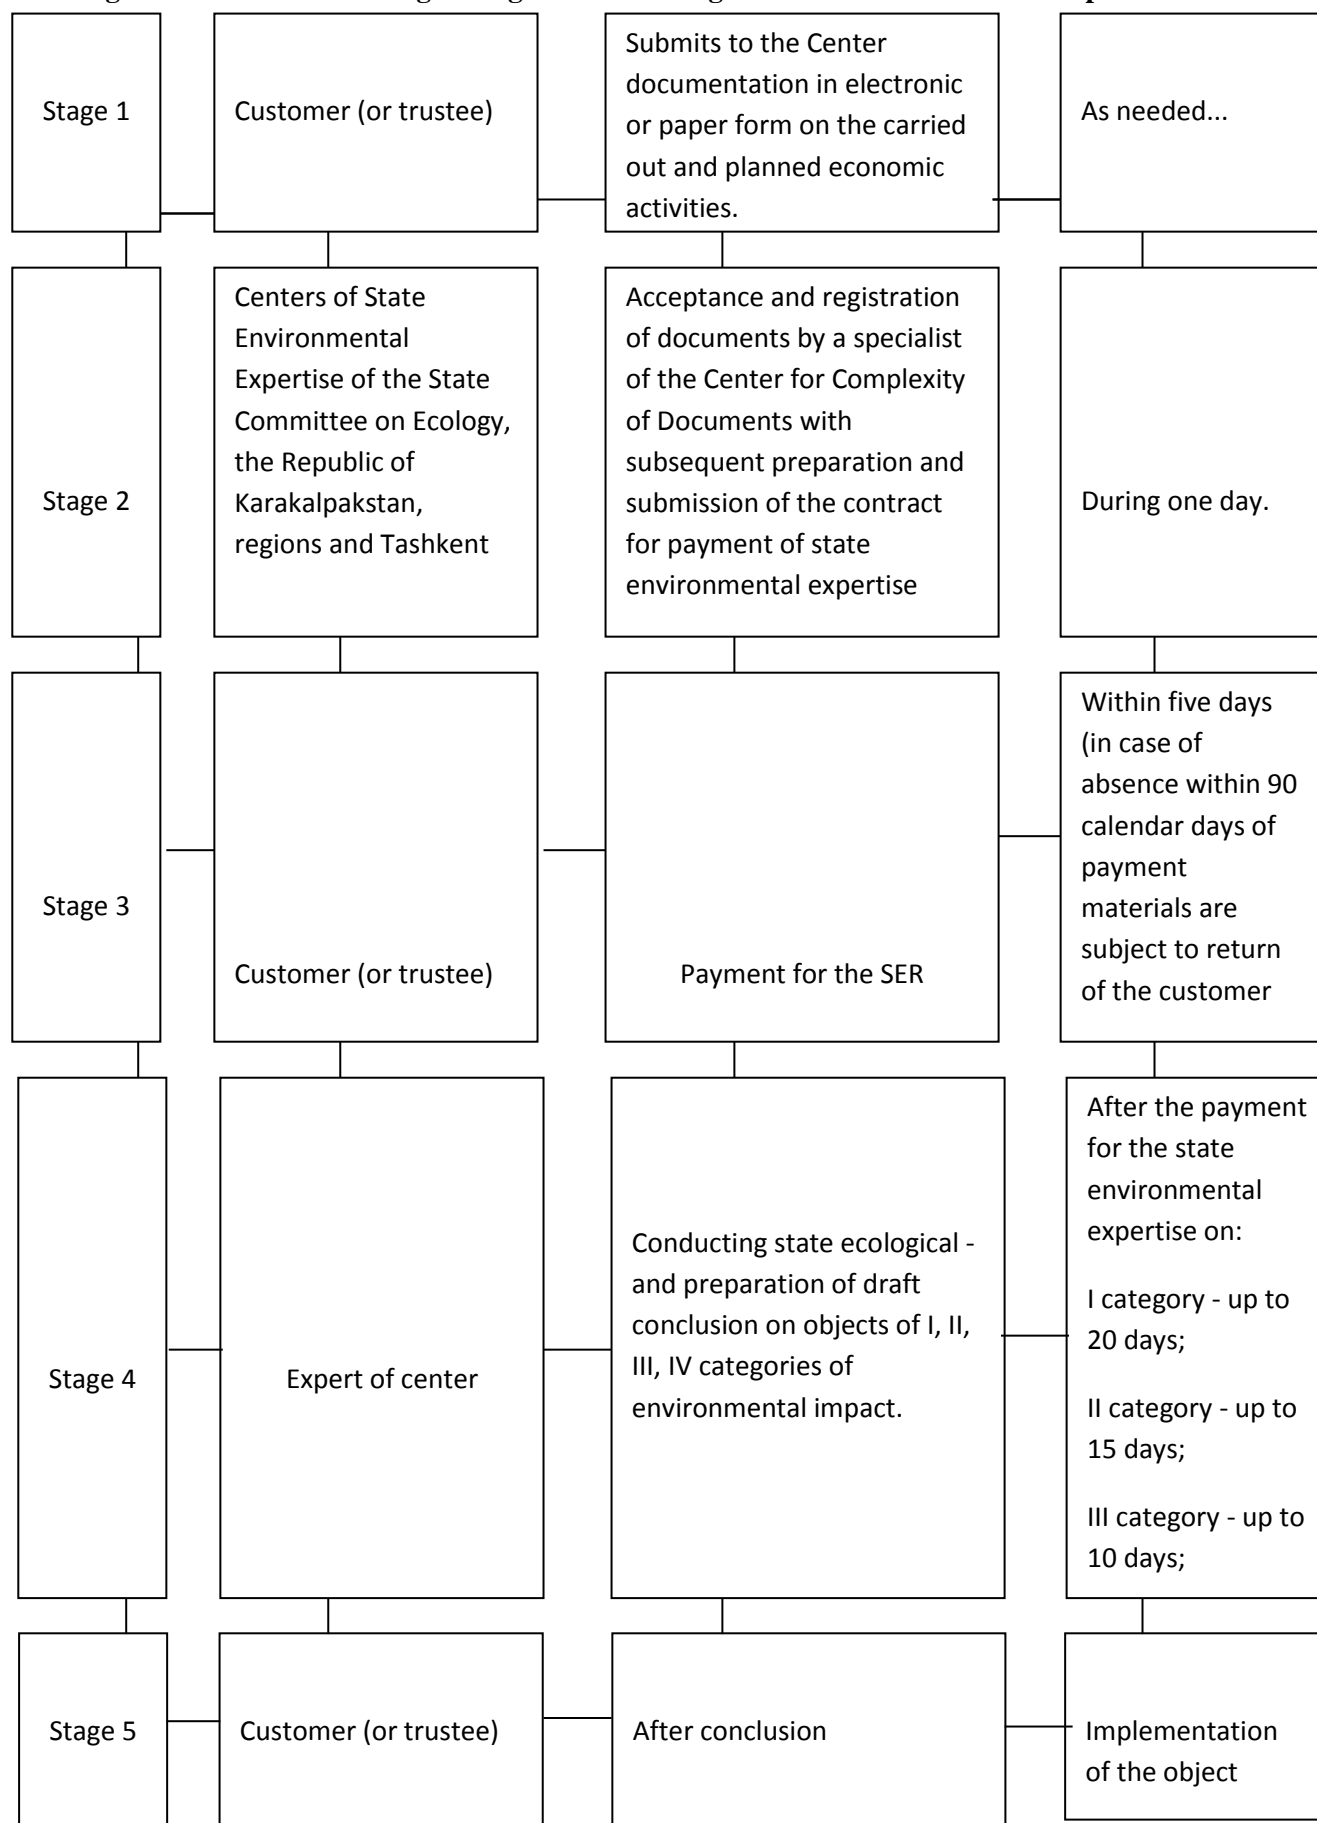 Stage 1
Customer (or trustee)
Submits to the Center
documentation in electronic
or paper form on the carried
out and planned economic
activities.
As needed...
Stage 2
Centers of State
Environmental
Expertise of the State
Committee on Ecology,
the Republic of
Karakalpakstan,
regions and Tashkent
Acceptance and registration
of documents by a specialist
of the Center for Complexity
of Documents with
subsequent preparation and
submission of the contract
for payment of state
environmental expertise
During one day.
Stage 3
Customer (or trustee)
Payment for the SER
Within five days
(in case of
absence within 90
calendar days of
payment
materials are
subject to return
of the customer
Stage 4
Expert of center
Conducting state ecological -
and preparation of draft
conclusion on objects of I, II,
III, IV categories of
environmental impact.
After the payment
for the state
environmental
expertise on:
I category - up to
20 days;
II category - up to
15 days;
III category - up to
10 days;
Stage 5
Customer (or trustee)
After conclusion
Implementation
of the object